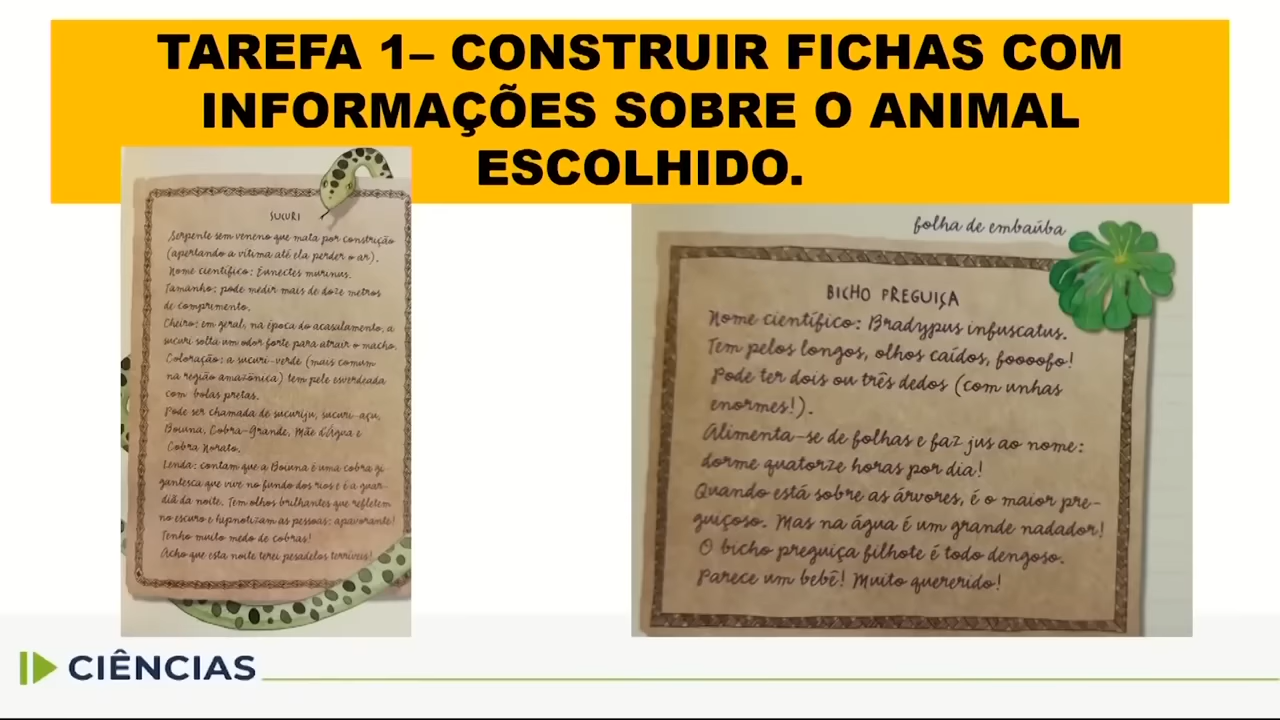 TAREFA 1– CONSTRUIR FICHAS COM
INFORMAÇÕES SOBRE O ANIMAL
ESCOLHIDO.
SUCURI
Serpente sem veneno que mata por constrição
(apertando a vítima até ela perder o ar).
Nome científico: Eunectes murinus.
Tamanho: pode medir mais de doze metros
de comprimento.
Cheiro: em geral, na época do acasalamento, a
sucuri solta um odor forte para atrair o macho.
Coloração: a sucuri-verde (mais comum
na região amazônica) tem pele esverdeada
com bolas pretas.
Pode ser chamada de sucuriju, sucuri-açu,
Boiuna, Cobra-Grande, Mãe d'Água e
Cobra Norato.
Lenda: contam que a Boiuna é uma cobra gi-
gantesca que vive no fundo dos rios e é a guar-
diã da noite. Tem olhos brilhantes que refletem
no escuro e hipnotizam as pessoas: apavorante!
Tenho muito medo de cobras!
Acho que esta noite terei pesadelos terríveis!
folha de embaúba
BICHO PREGUIÇA
Nome científico: Bradypus infuscatus.
Tem pelos longos, olhos caídos, foooofo!
Pode ter dois ou três dedos (com unhas
enormes!).
Alimenta-se de folhas e faz jus ao nome:
dorme quatorze horas por dia!
Quando está sobre as árvores, é o maior pre-
guiçoso. Mas na água é um grande nadador!
O bicho preguiça filhote é todo dengoso.
Parece um bebê! Muito quererido!
CIÊNCIAS